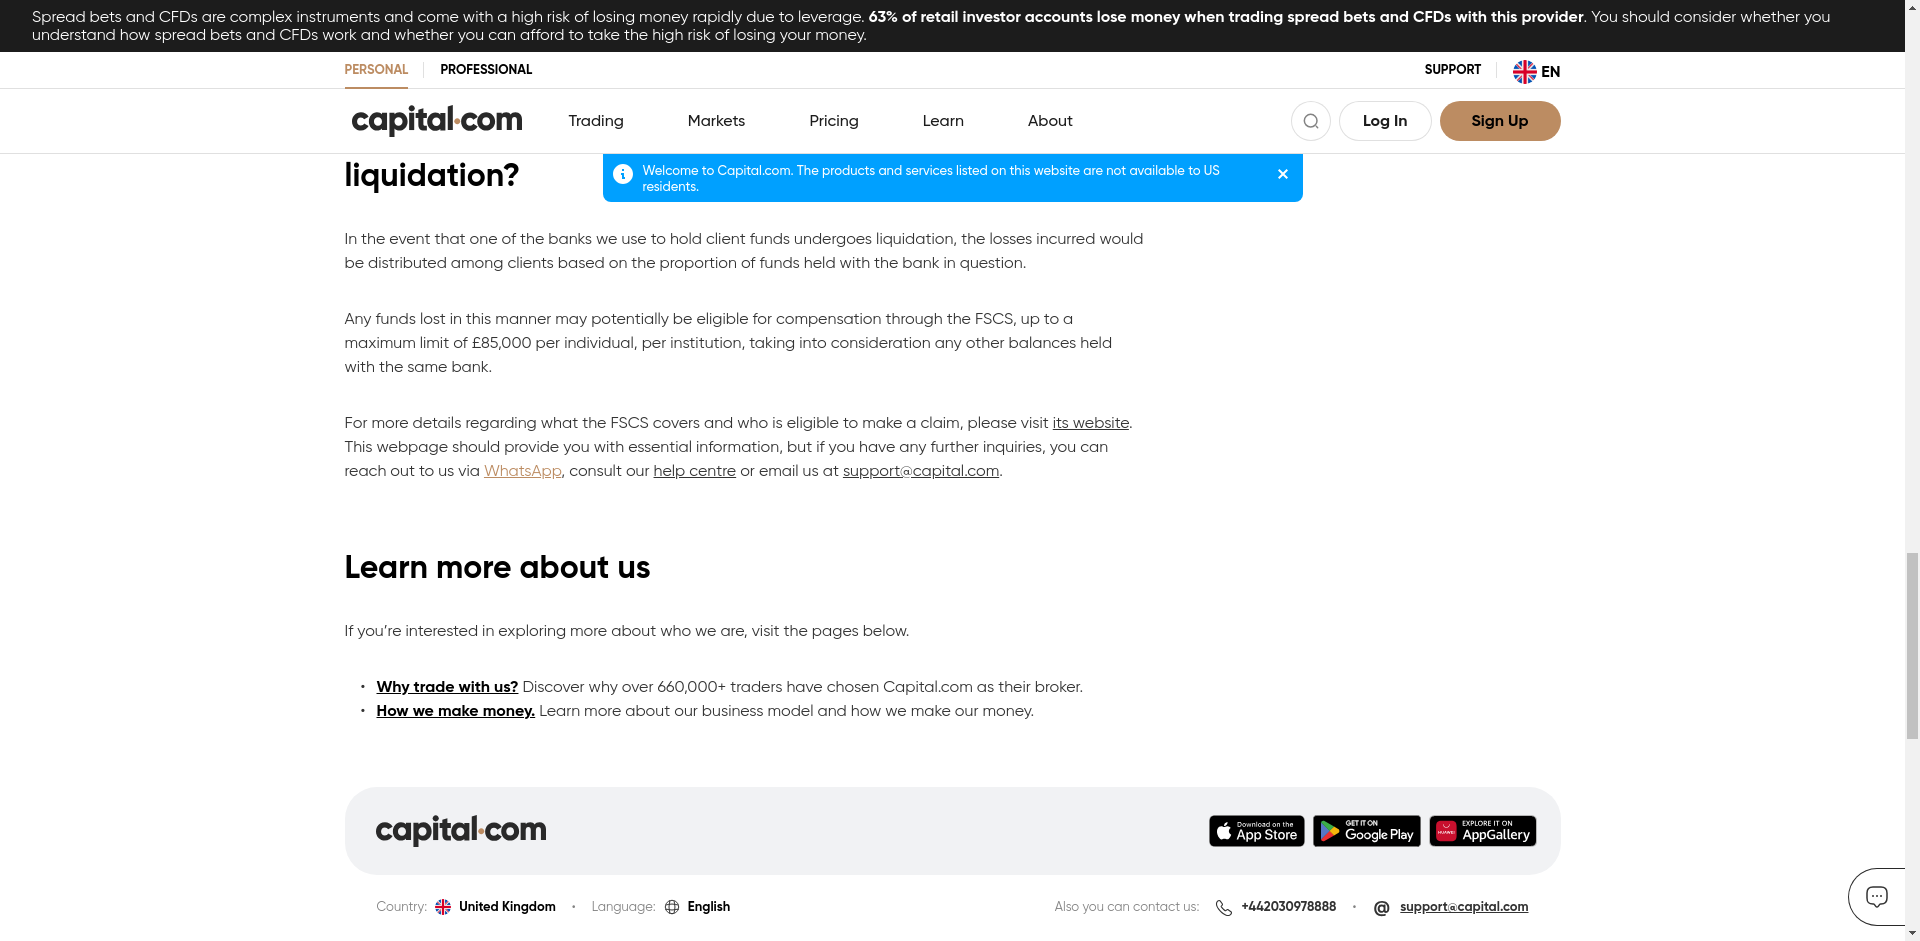 Spread bets and CFDs are complex instruments and come with a high risk of losing money rapidly due to leverage. 63% of retail investor accounts lose money when trading spread bets and CFDs with this provider. You should consider whether you
understand how spread bets and CFDs work and whether you can afford to take the high risk of losing your money.
PERSONAL PROFESSIONAL SUPPORT EN
capital.com Trading Markets Pricing Learn About Log In Sign Up
liquidation?
Welcome to Capital.com. The products and services listed on this website are not available to US
residents.
In the event that one of the banks we use to hold client funds undergoes liquidation, the losses incurred would
be distributed among clients based on the proportion of funds held with the bank in question.
Any funds lost in this manner may potentially be eligible for compensation through the FSCS, up to a
maximum limit of £85,000 per individual, per institution, taking into consideration any other balances held
with the same bank.
For more details regarding what the FSCS covers and who is eligible to make a claim, please visit its website.
This webpage should provide you with essential information, but if you have any further inquiries, you can
reach out to us via WhatsApp, consult our help centre or email us at support@capital.com.
Learn more about us
If you’re interested in exploring more about who we are, visit the pages below.
• Why trade with us? Discover why over 660,000+ traders have chosen Capital.com as their broker.
• How we make money. Learn more about our business model and how we make our money.
capital.com
Download on the
App Store
GET IT ON
Google Play
HUAWEI
EXPLORE IT ON
AppGallery
Country: United Kingdom • Language: English Also you can contact us: +442030978888 • @ support@capital.com